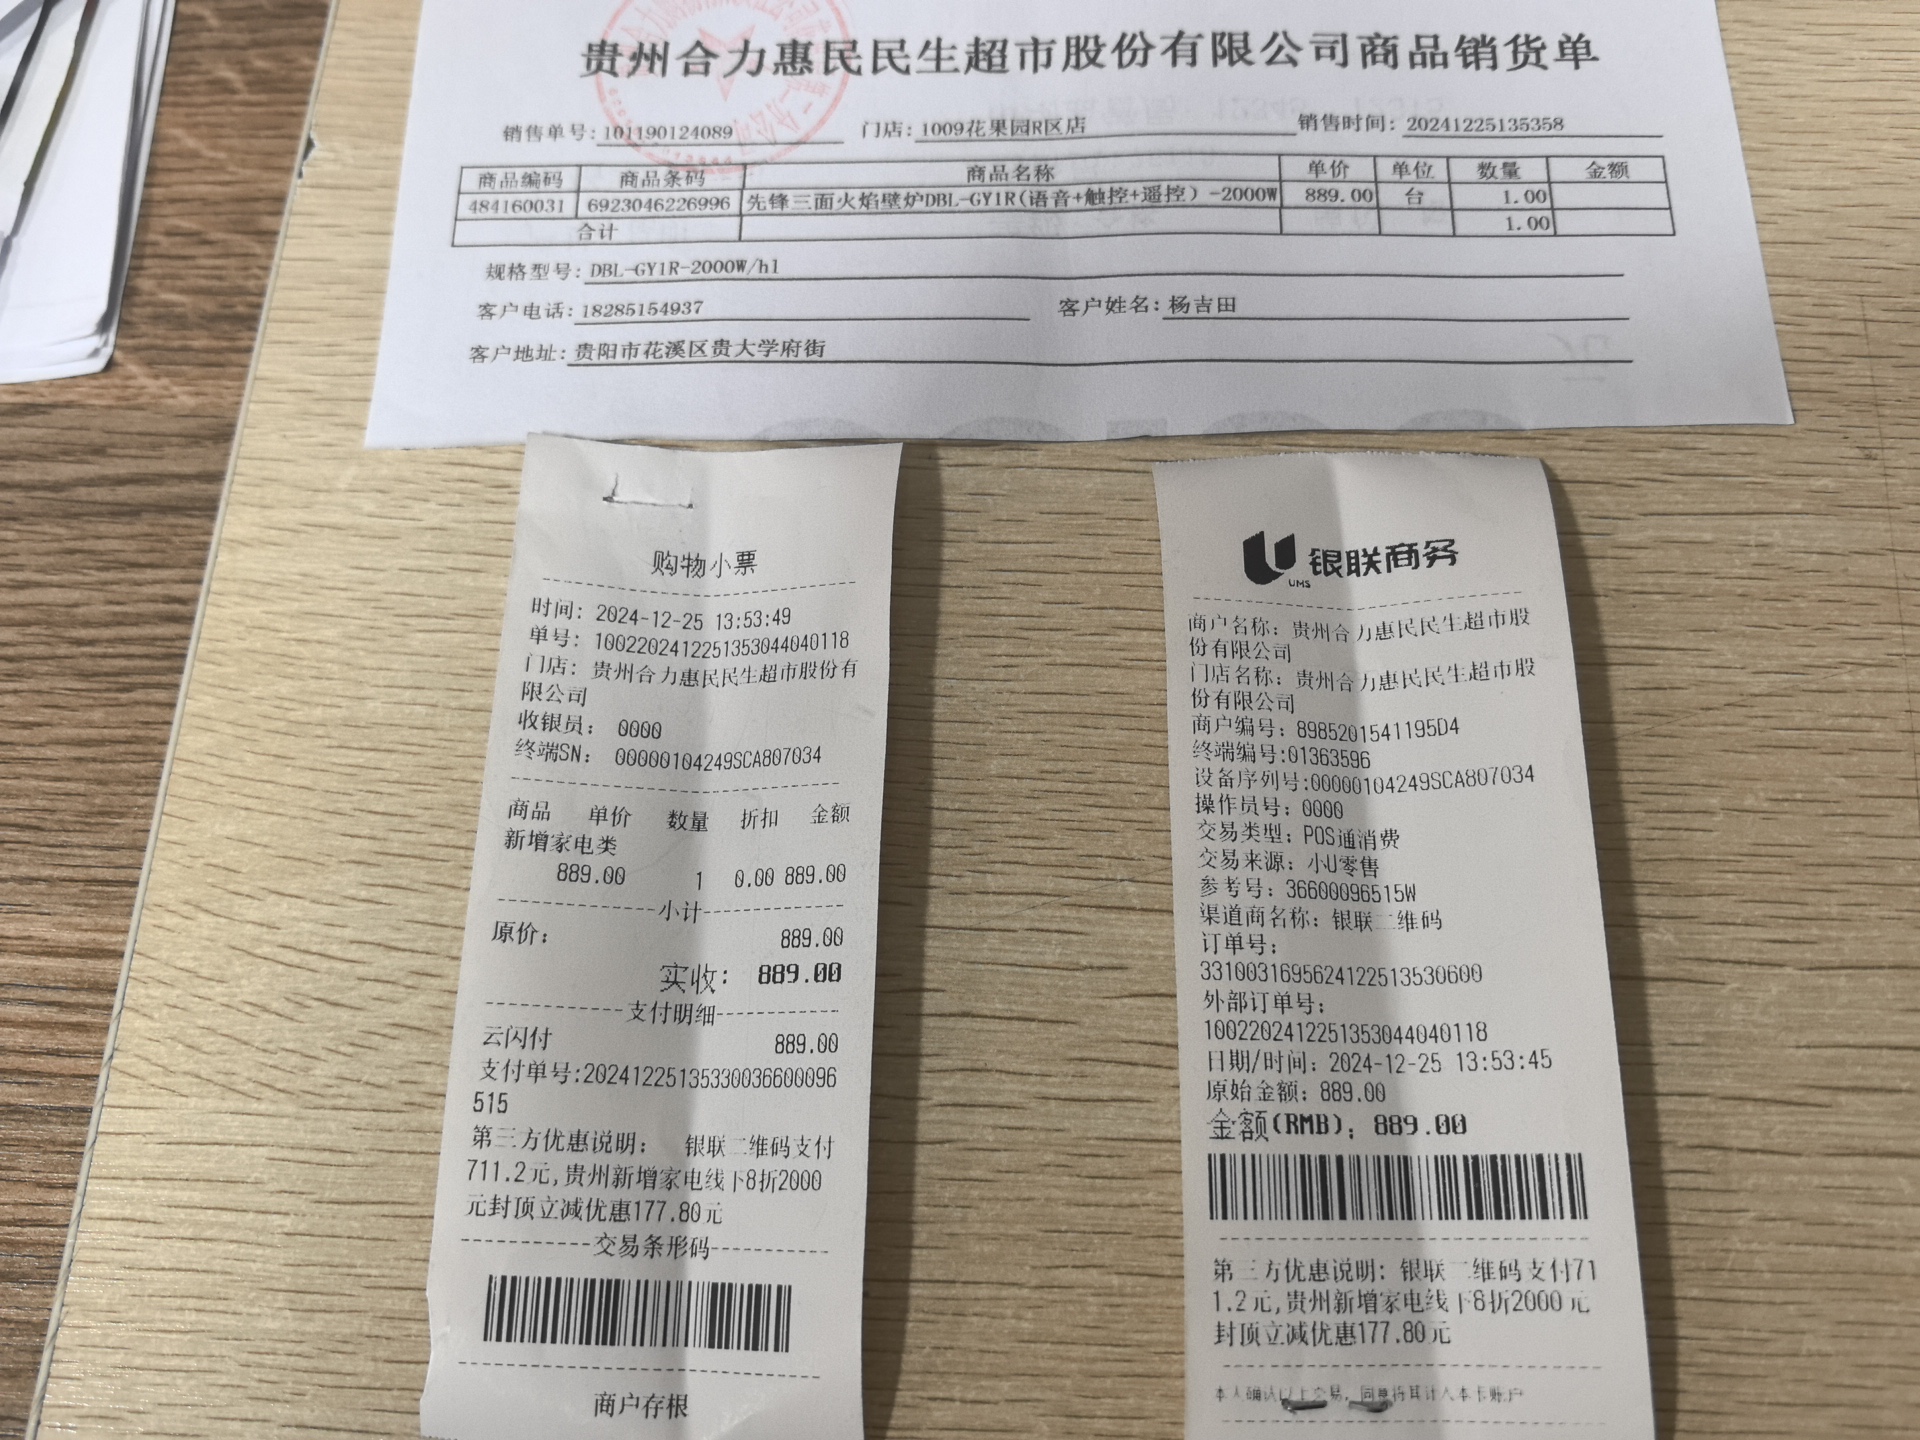 贵州合力惠民民生超市股份有限公司商品销货单
销售单号: 101190124089 门店: 1009花果园R区店 销售时间: 20241225135358
商品编码 商品条码 商品名称 单价 单位 数量 金额
484160031 6923046226996 先锋三面火焰壁炉DBL-GY1R(语音+触控+遥控）-2000W 889.00 台 1.00
合计 1.00
规格型号: DBL-GY1R-2000W/h1
客户电话: 18285154937 客户姓名: 杨吉田
客户地址: 贵阳市花溪区贵大学府街
购物小票
时间: 2024-12-25 13:53:49
单号: 1002202412251353044040118
门店: 贵州合力惠民民生超市股份有
限公司
收银员: 0000
终端SN: 00000104249SCA807034
商品 单价 数量 折扣 金额
新增家电类
889.00 1 0.00 889.00
小计
原价: 889.00
实收: 889.00
支付明细
云闪付 889.00
支付单号:202412251353300366000​96
515
第三方优惠说明: 银联二维码支付
711.2元,贵州新增家电线下8折2000
元封顶立减优惠177.80元
交易条形码
商户存根
银联商务
UMS
商户名称: 贵州合力惠民民生超市股
份有限公司
门店名称: 贵州合力惠民民生超市股
份有限公司
商户编号: 8985201541195D4
终端编号:01363596
设备序列号:00000104249SCA807034
操作员号: 0000
交易类型: POS通消费
交易来源: 小U零售
参考号: 36600096515W
渠道商名称: 银联二维码
订单号:
33100316956241225135306​00
外部订单号:
1002202412251353044040118
日期/时间: 2024-12-25 13:53:45
原始金额: 889.00
金额(RMB): 889.00
第三方优惠说明: 银联二维码支付71
1.2元,贵州新增家电线下8折2000元
封顶立减优惠177.80元
本人确认以上交易, 同意将其计入本卡账户